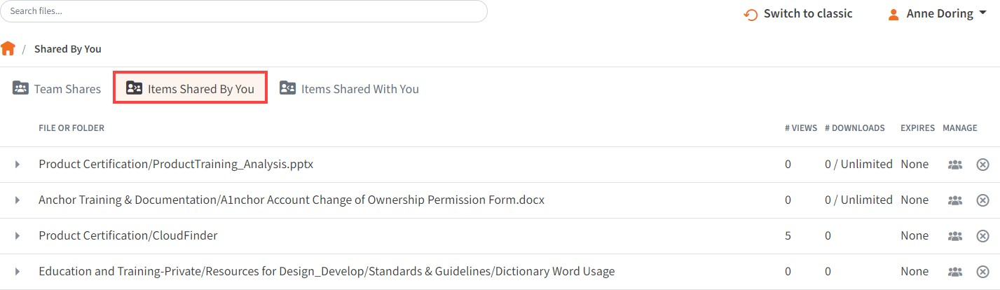 Search files...
Switch to classic
Anne Doring
/ Shared By You
Team Shares Items Shared By You Items Shared With You
FILE OR FOLDER # VIEWS # DOWNLOADS EXPIRES MANAGE
Product Certification/ProductTraining_Analysis.pptx 0 0 / Unlimited None
Anchor Training & Documentation/A1nchor Account Change of Ownership Permission Form.docx 0 0 / Unlimited None
Product Certification/CloudFinder 5 0 None
Education and Training-Private/Resources for Design_Develop/Standards & Guidelines/Dictionary Word Usage 0 0 None